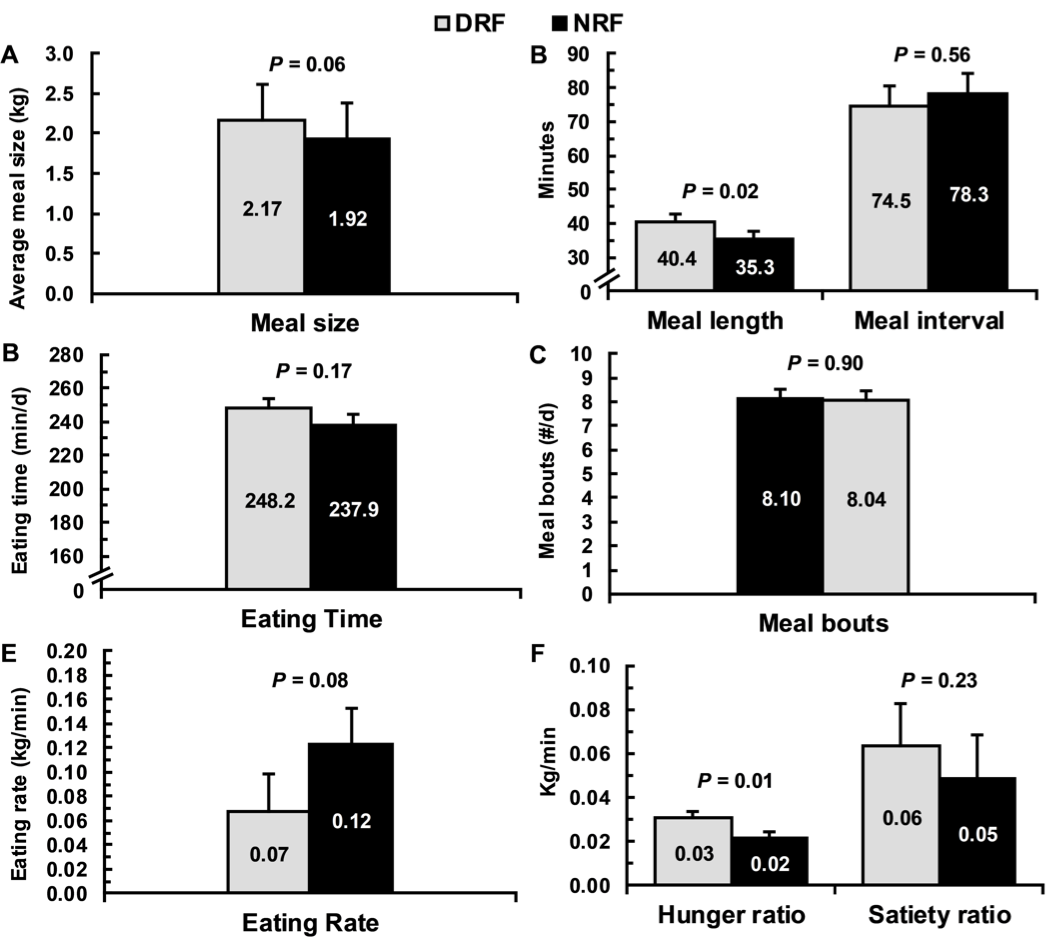 DRF NRF
A
P = 0.06
Average meal size (kg)
3.0
2.5
2.0
1.5
1.0
0.5
0.0
2.17
1.92
Meal size
B
P = 0.56
P = 0.02
Minutes
90
80
70
60
50
40
30
0
40.4
35.3
74.5
78.3
Meal length
Meal interval
B
P = 0.17
Eating time (min/d)
280
260
240
220
200
180
160
0
248.2
237.9
Eating Time
C
P = 0.90
Meal bouts (#/d)
10
9
8
7
6
5
4
3
2
1
0
8.10
8.04
Meal bouts
E
P = 0.08
Eating rate (kg/min)
0.20
0.18
0.16
0.14
0.12
0.10
0.08
0.06
0.04
0.02
0.00
0.07
0.12
Eating Rate
F
P = 0.23
P = 0.01
Kg/min
0.10
0.08
0.06
0.04
0.02
0.00
0.03
0.02
0.06
0.05
Hunger ratio
Satiety ratio